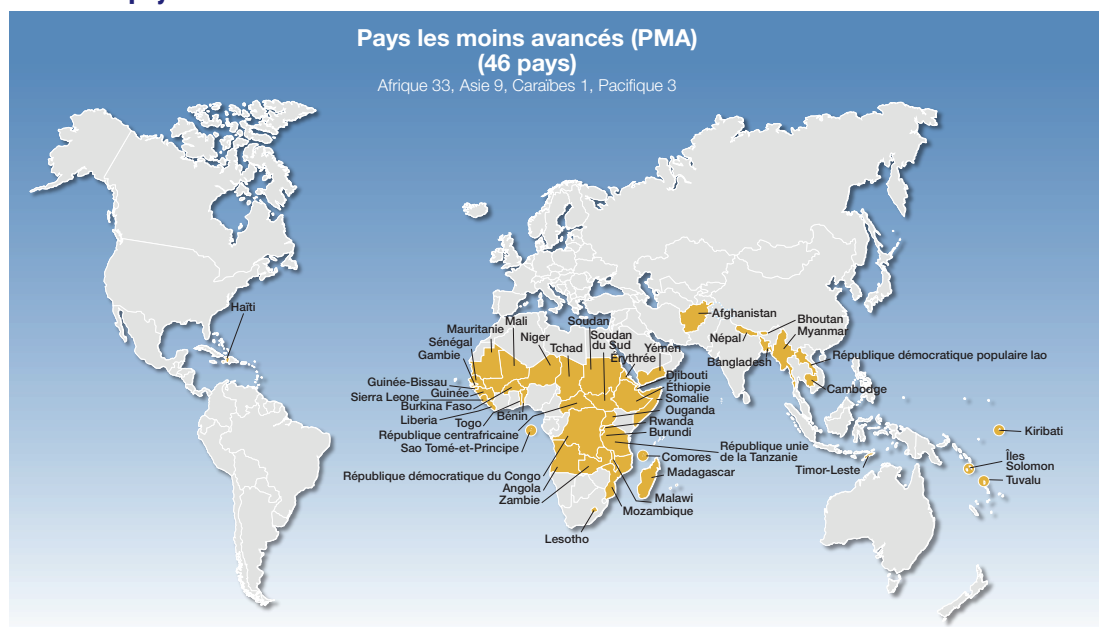 Pays les moins avancés (PMA)
(46 pays)
Afrique 33, Asie 9, Caraïbes 1, Pacifique 3
Haïti
Mali
Soudan
Mauritanie
Niger
Soudan
du Sud
Sénégal
Tchad
Yémen
Gambie
Érythrée
Afghanistan
Népal
Bhoutan
Myanmar
Bangladesh
République démocratique populaire lao
Cambodge
Djibouti
Éthiopie
Somalie
Ouganda
Rwanda
Burundi
République unie
de la Tanzanie
Guinée-Bissau
Guinée
Sierra Leone
Burkina Faso
Liberia
Togo
Bénin
République centrafricaine
Sao Tomé-et-Principe
République démocratique du Congo
Angola
Zambie
Comores
Madagascar
Malawi
Mozambique
Lesotho
Timor-Leste
Kiribati
Îles
Solomon
Tuvalu